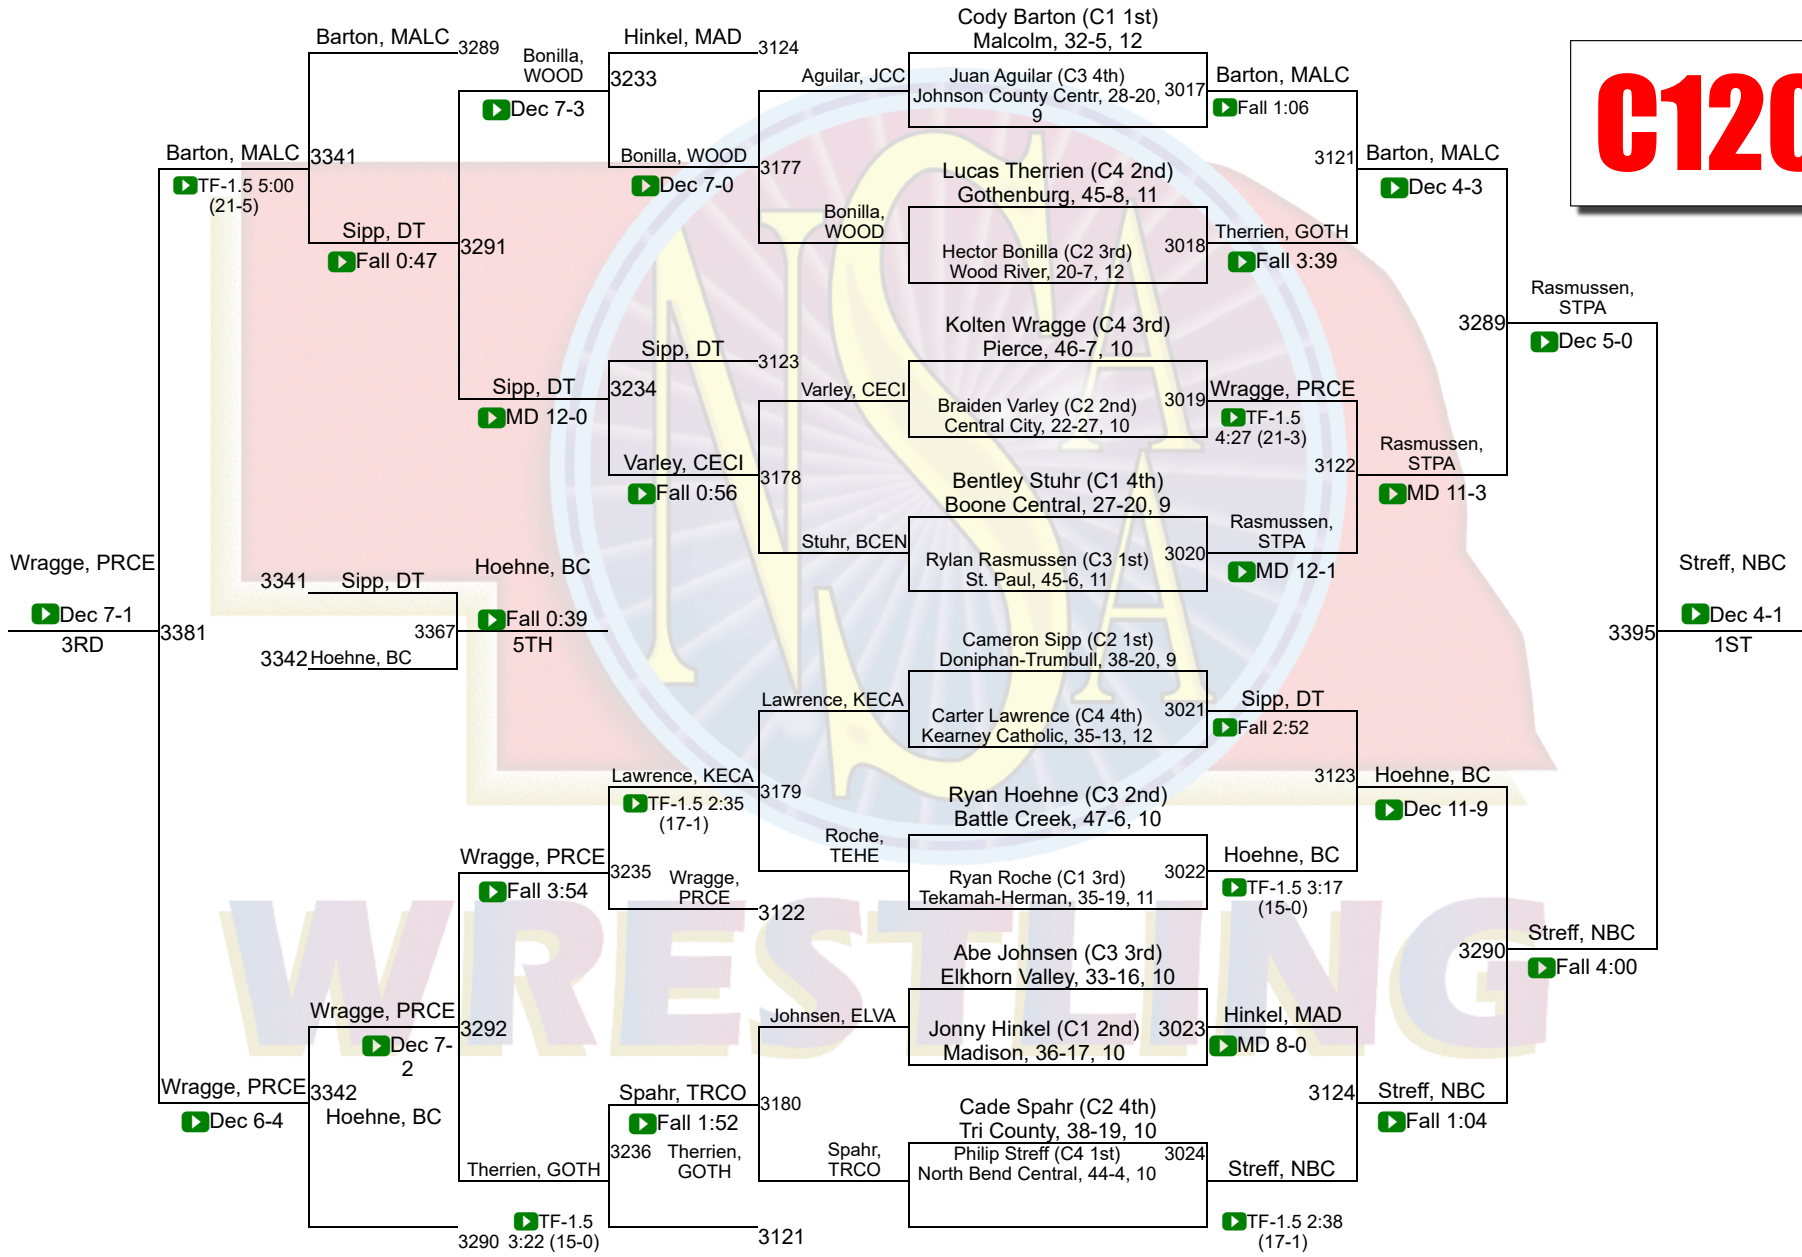 Barton, MALC
3289
Bonilla,
WOOD
Dec 7-3
Hinkel, MAD
3124
3233
Aguilar, JCC
Cody Barton (C1 1st)
Malcolm, 32-5, 12
Juan Aguilar (C3 4th)
Johnson County Centr, 28-20,
9
3017
Barton, MALC
Fall 1:06
Barton, MALC
TF-1.5 5:00
(21-5)
3341
Bonilla, WOOD
Dec 7-0
3177
Lucas Therrien (C4 2nd)
Gothenburg, 45-8, 11
3121
Barton, MALC
Dec 4-3
Sipp, DT
Fall 0:47
3291
Bonilla,
WOOD
Hector Bonilla (C2 3rd)
Wood River, 20-7, 12
3018
Therrien, GOTH
Fall 3:39
Rasmussen,
STPA
Dec 5-0
3289
Kolten Wragge (C4 3rd)
Pierce, 46-7, 10
Sipp, DT
3123
Sipp, DT
MD 12-0
3234
Varley, CECI
Braiden Varley (C2 2nd)
Central City, 22-27, 10
3019
Wragge, PRCE
TF-1.5
4:27 (21-3)
Varley, CECI
Fall 0:56
3178
Bentley Stuhr (C1 4th)
Boone Central, 27-20, 9
3122
Rasmussen,
STPA
MD 11-3
Stuhr, BCEN
Rylan Rasmussen (C3 1st)
St. Paul, 45-6, 11
3020
Rasmussen,
STPA
MD 12-1
Wragge, PRCE
Dec 7-1
3RD
3381
3341
Sipp, DT
Hoehne, BC
Fall 0:39
5TH
3367
3342
Hoehne, BC
Streff, NBC
Dec 4-1
1ST
3395
Cameron Sipp (C2 1st)
Doniphan-Trumbull, 38-20, 9
Lawrence, KECA
Carter Lawrence (C4 4th)
Kearney Catholic, 35-13, 12
3021
Sipp, DT
Fall 2:52
Lawrence, KECA
TF-1.5 2:35
(17-1)
3179
Ryan Hoehne (C3 2nd)
Battle Creek, 47-6, 10
3123
Hoehne, BC
Dec 11-9
Wragge, PRCE
Fall 3:54
3235
Wragge,
PRCE
3122
Roche,
TEHE
Ryan Roche (C1 3rd)
Tekamah-Herman, 35-19, 11
3022
Hoehne, BC
TF-1.5 3:17
(15-0)
Abe Johnsen (C3 3rd)
Elkhorn Valley, 33-16, 10
3290
Streff, NBC
Fall 4:00
Wragge, PRCE
Dec 7-
2
3292
Johnsen, ELVA
Jonny Hinkel (C1 2nd)
Madison, 36-17, 10
3023
Hinkel, MAD
MD 8-0
Wragge, PRCE
Dec 6-4
3342
Hoehne, BC
Spahr, TRCO
Fall 1:52
3180
Cade Spahr (C2 4th)
Tri County, 38-19, 10
3124
Streff, NBC
Fall 1:04
Therrien, GOTH
TF-1.5
3:22 (15-0)
3236
Therrien,
GOTH
Spahr,
TRCO
Philip Streff (C4 1st)
North Bend Central, 44-4, 10
3024
Streff, NBC
TF-1.5 2:38
(17-1)
3290
3121
NSAA
WRESTLING